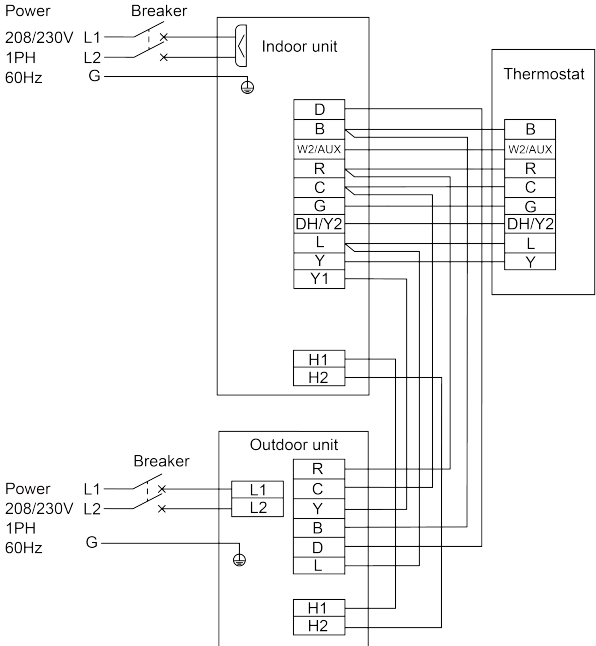 Power
Breaker
208/230V L1
1PH L2
60Hz G
Indoor unit
Thermostat
D
B
W2/AUX
R
C
G
DH/Y2
L
Y
Y1
B
W2/AUX
R
C
G
DH/Y2
L
Y
H1
H2
Outdoor unit
Breaker
Power L1
208/230V L2
1PH
60Hz G
L1
L2
R
C
Y
B
D
L
H1
H2